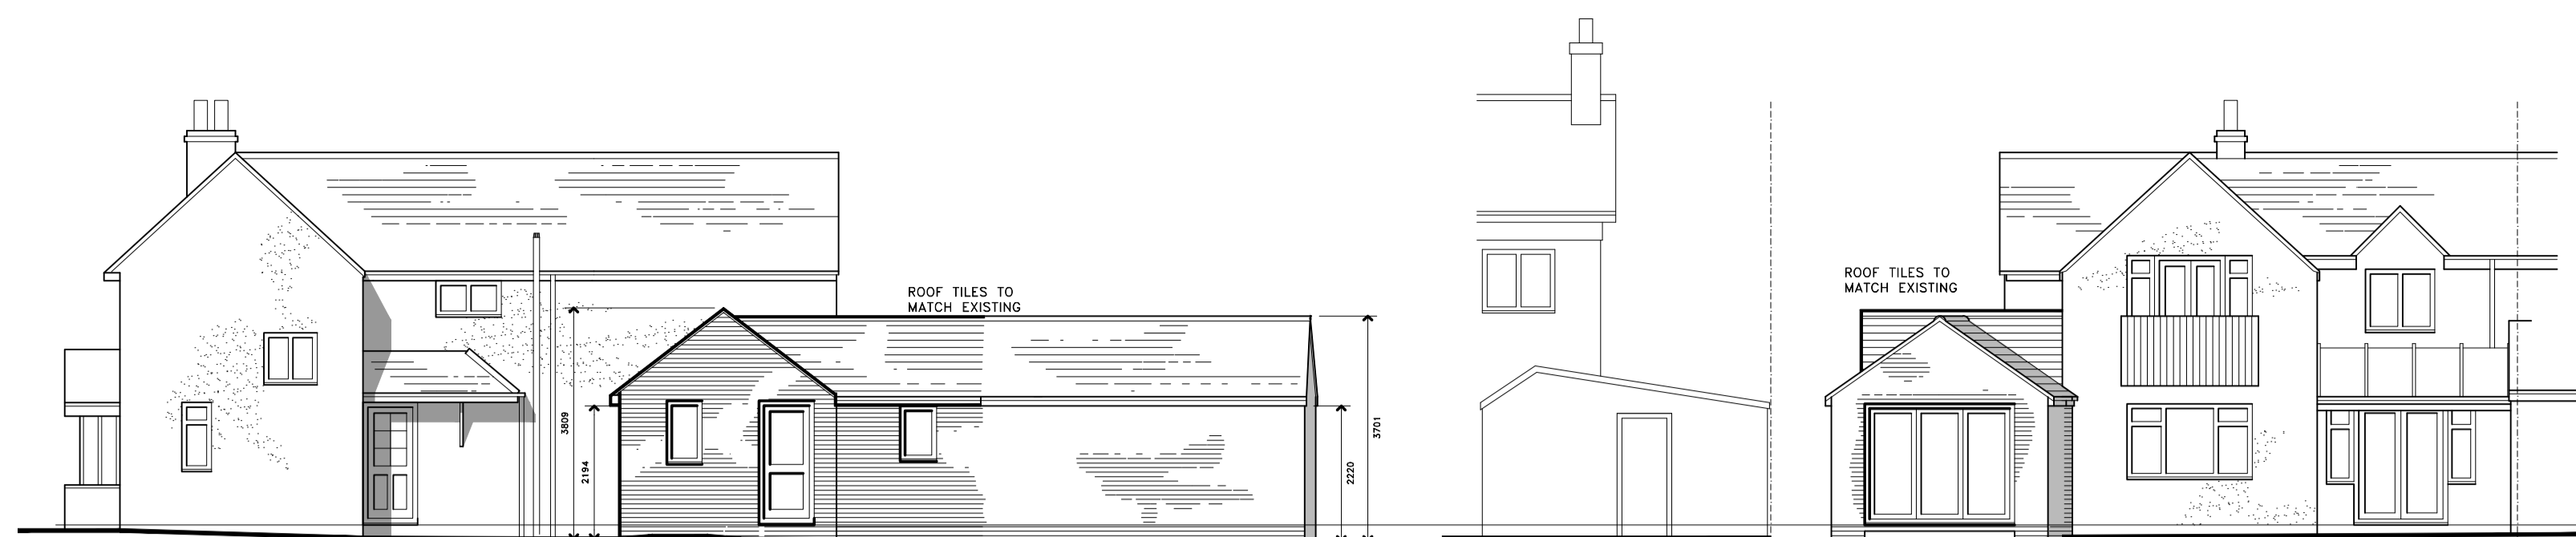 ROOF TILES TO
MATCH EXISTING
3809
2194
2220
3701
ROOF TILES TO
MATCH EXISTING